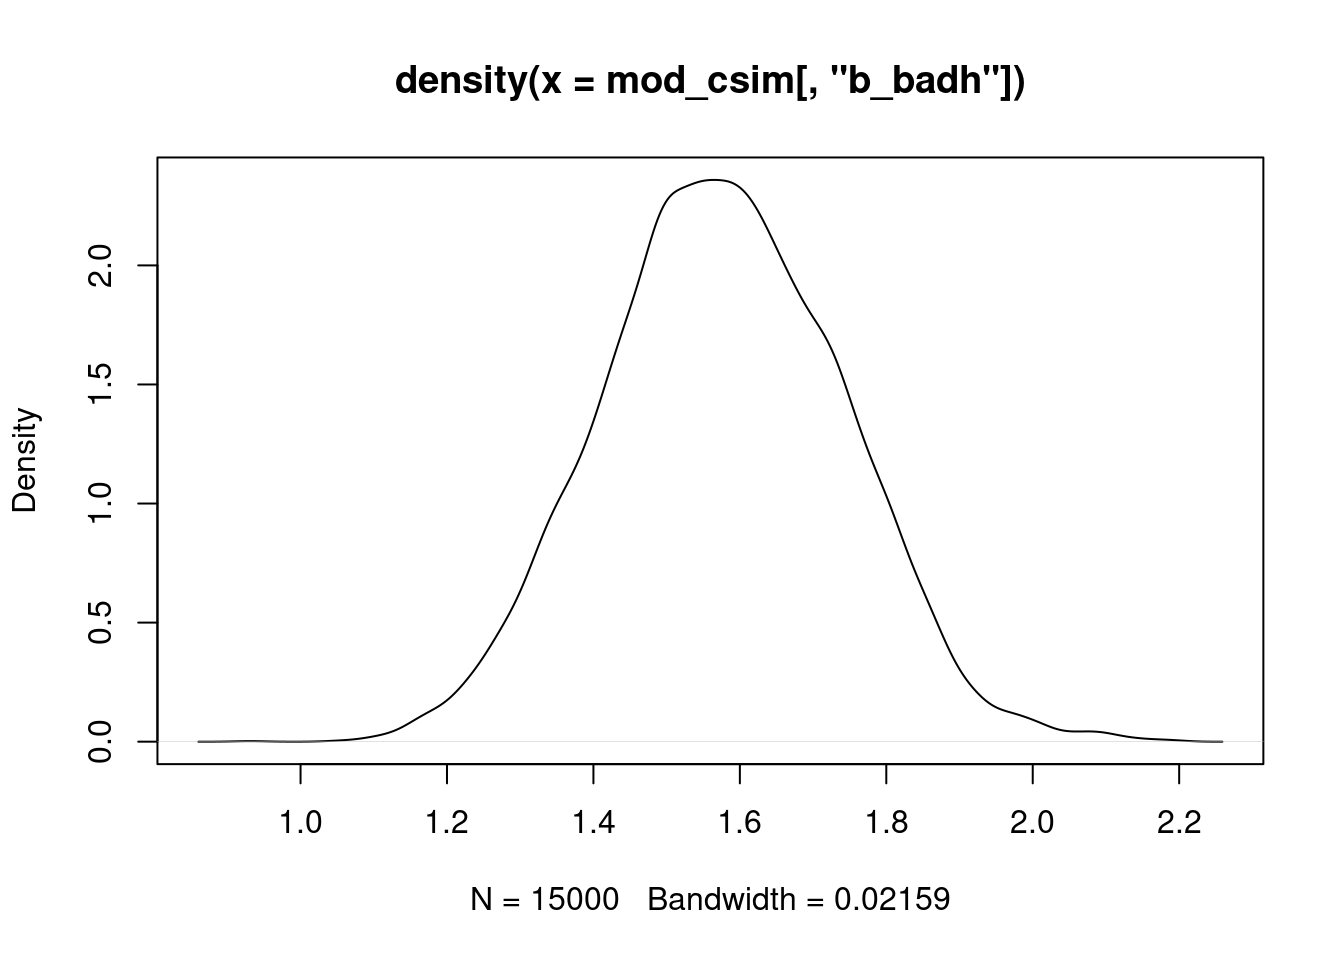 density(x = mod_csim[, "b_badh"])
Density
2.0
1.5
1.0
0.5
0.0
1.0 1.2 1.4 1.6 1.8 2.0 2.2
N = 15000 Bandwidth = 0.02159